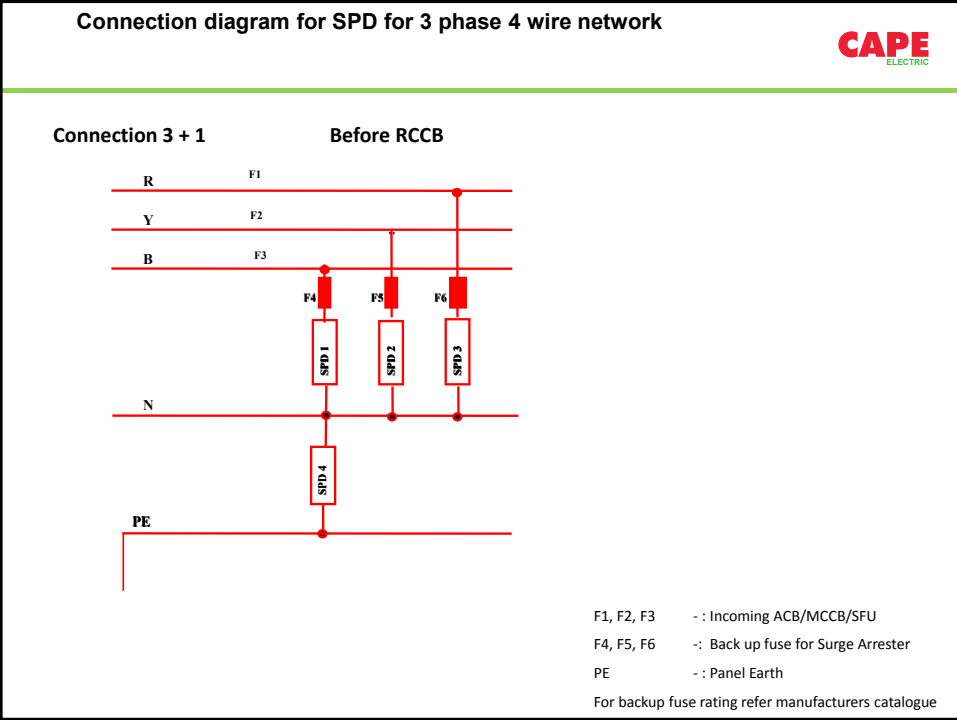 Connection diagram for SPD for 3 phase 4 wire network
CAPE
ELECTRIC
Connection 3 + 1 Before RCCB
R F1
Y F2
B F3
F4 F5 F6
SPD 1 SPD 2 SPD 3
N
SPD 4
PE
F1, F2, F3 - : Incoming ACB/MCCB/SFU
F4, F5, F6 -: Back up fuse for Surge Arrester
PE - : Panel Earth
For backup fuse rating refer manufacturers catalogue